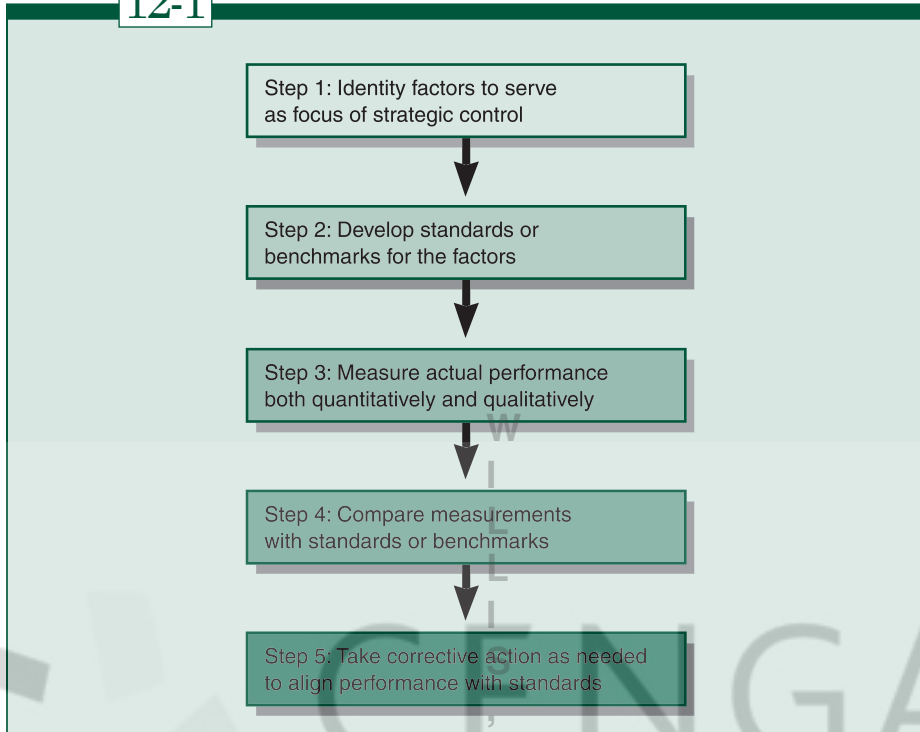 12-1
Step 1: Identity factors to serve
as focus of strategic control
Step 2: Develop standards or
benchmarks for the factors
Step 3: Measure actual performance
both quantitatively and qualitatively
Step 4: Compare measurements
with standards or benchmarks
Step 5: Take corrective action as needed
to align performance with standards
WILLIS,
CENGA